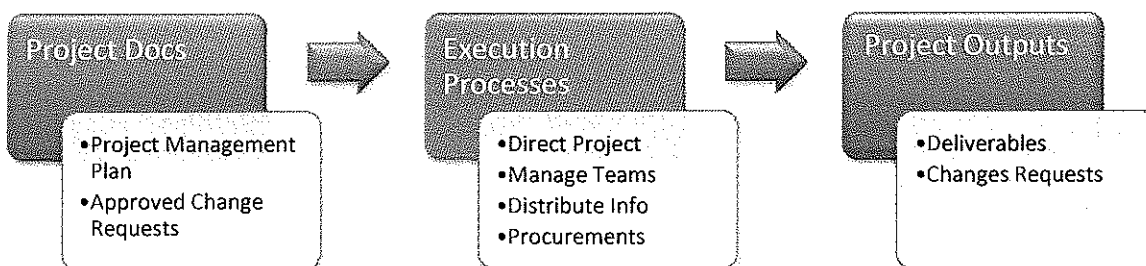 Project Docs
•Project Management
Plan
•Approved Change
Requests
Execution
Processes
•Direct Project
•Manage Teams
•Distribute Info
•Procurements
Project Outputs
•Deliverables
•Changes Requests